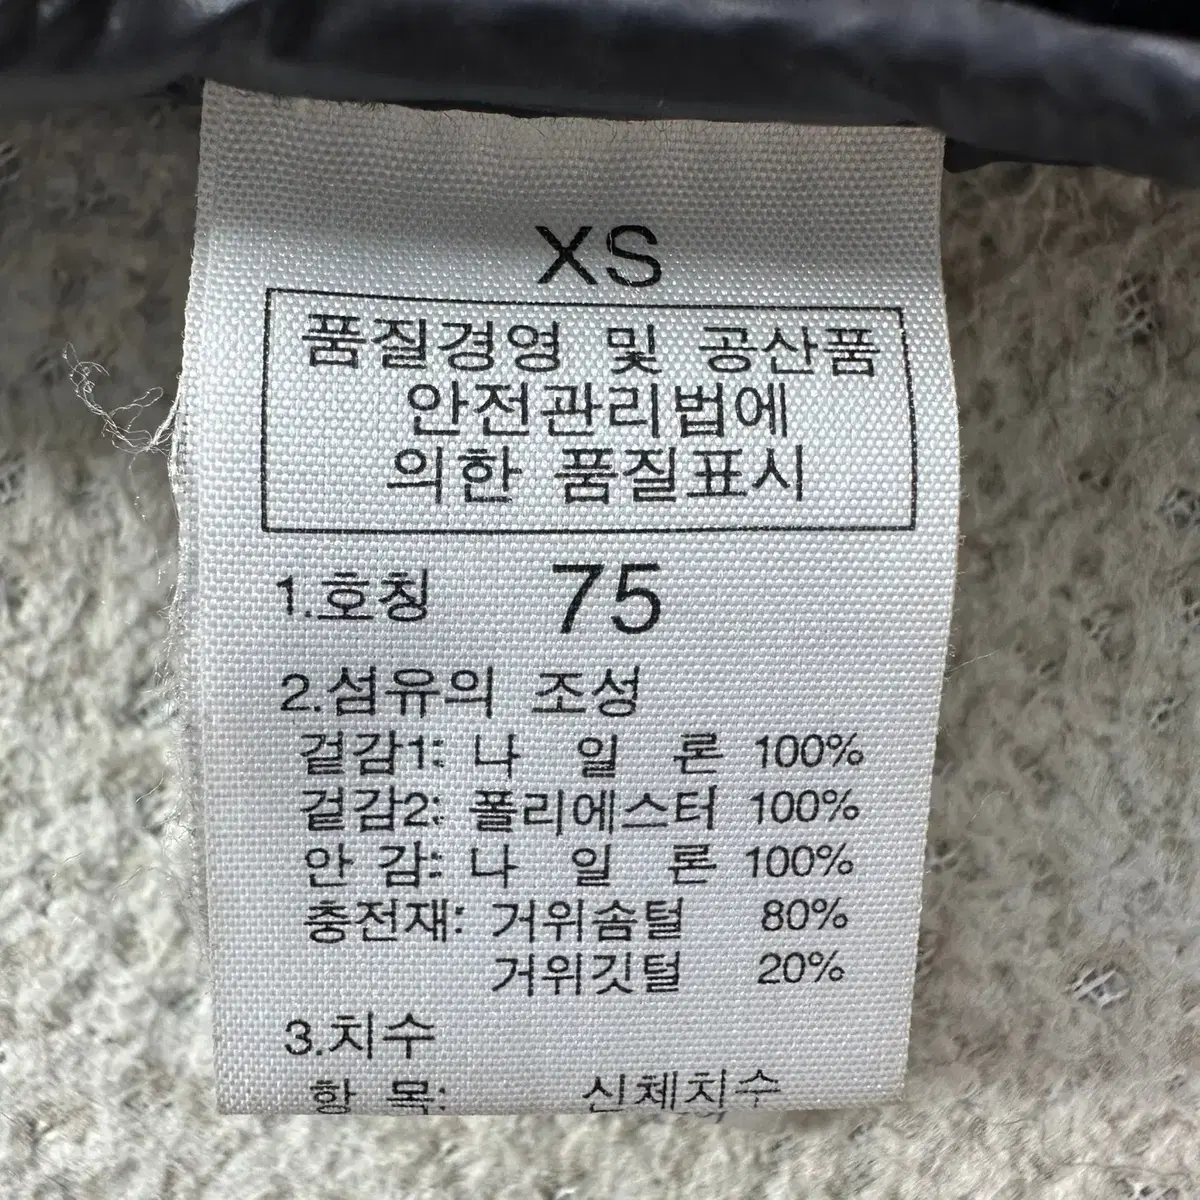 XS
품질경영 및 공산품
안전관리법에
의한 품질표시
1.호칭 75
2.섬유의 조성
겉감1: 나 일 론 100%
겉감2: 폴리에스터 100%
안 감: 나 일 론 100%
충전재: 거위솜털 80%
거위깃털 20%
3.치수
항 목: 신체치수